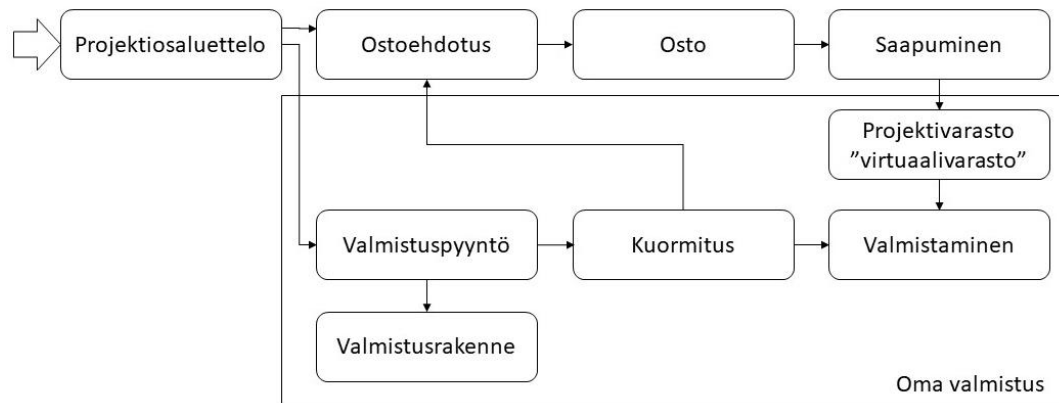 Projektiosaluettelo
Ostoehdotus
Osto
Saapuminen
Projektivarasto
”virtuaalivarasto”
Valmistuspyyntö
Kuormitus
Valmistaminen
Valmistusrakenne
Oma valmistus